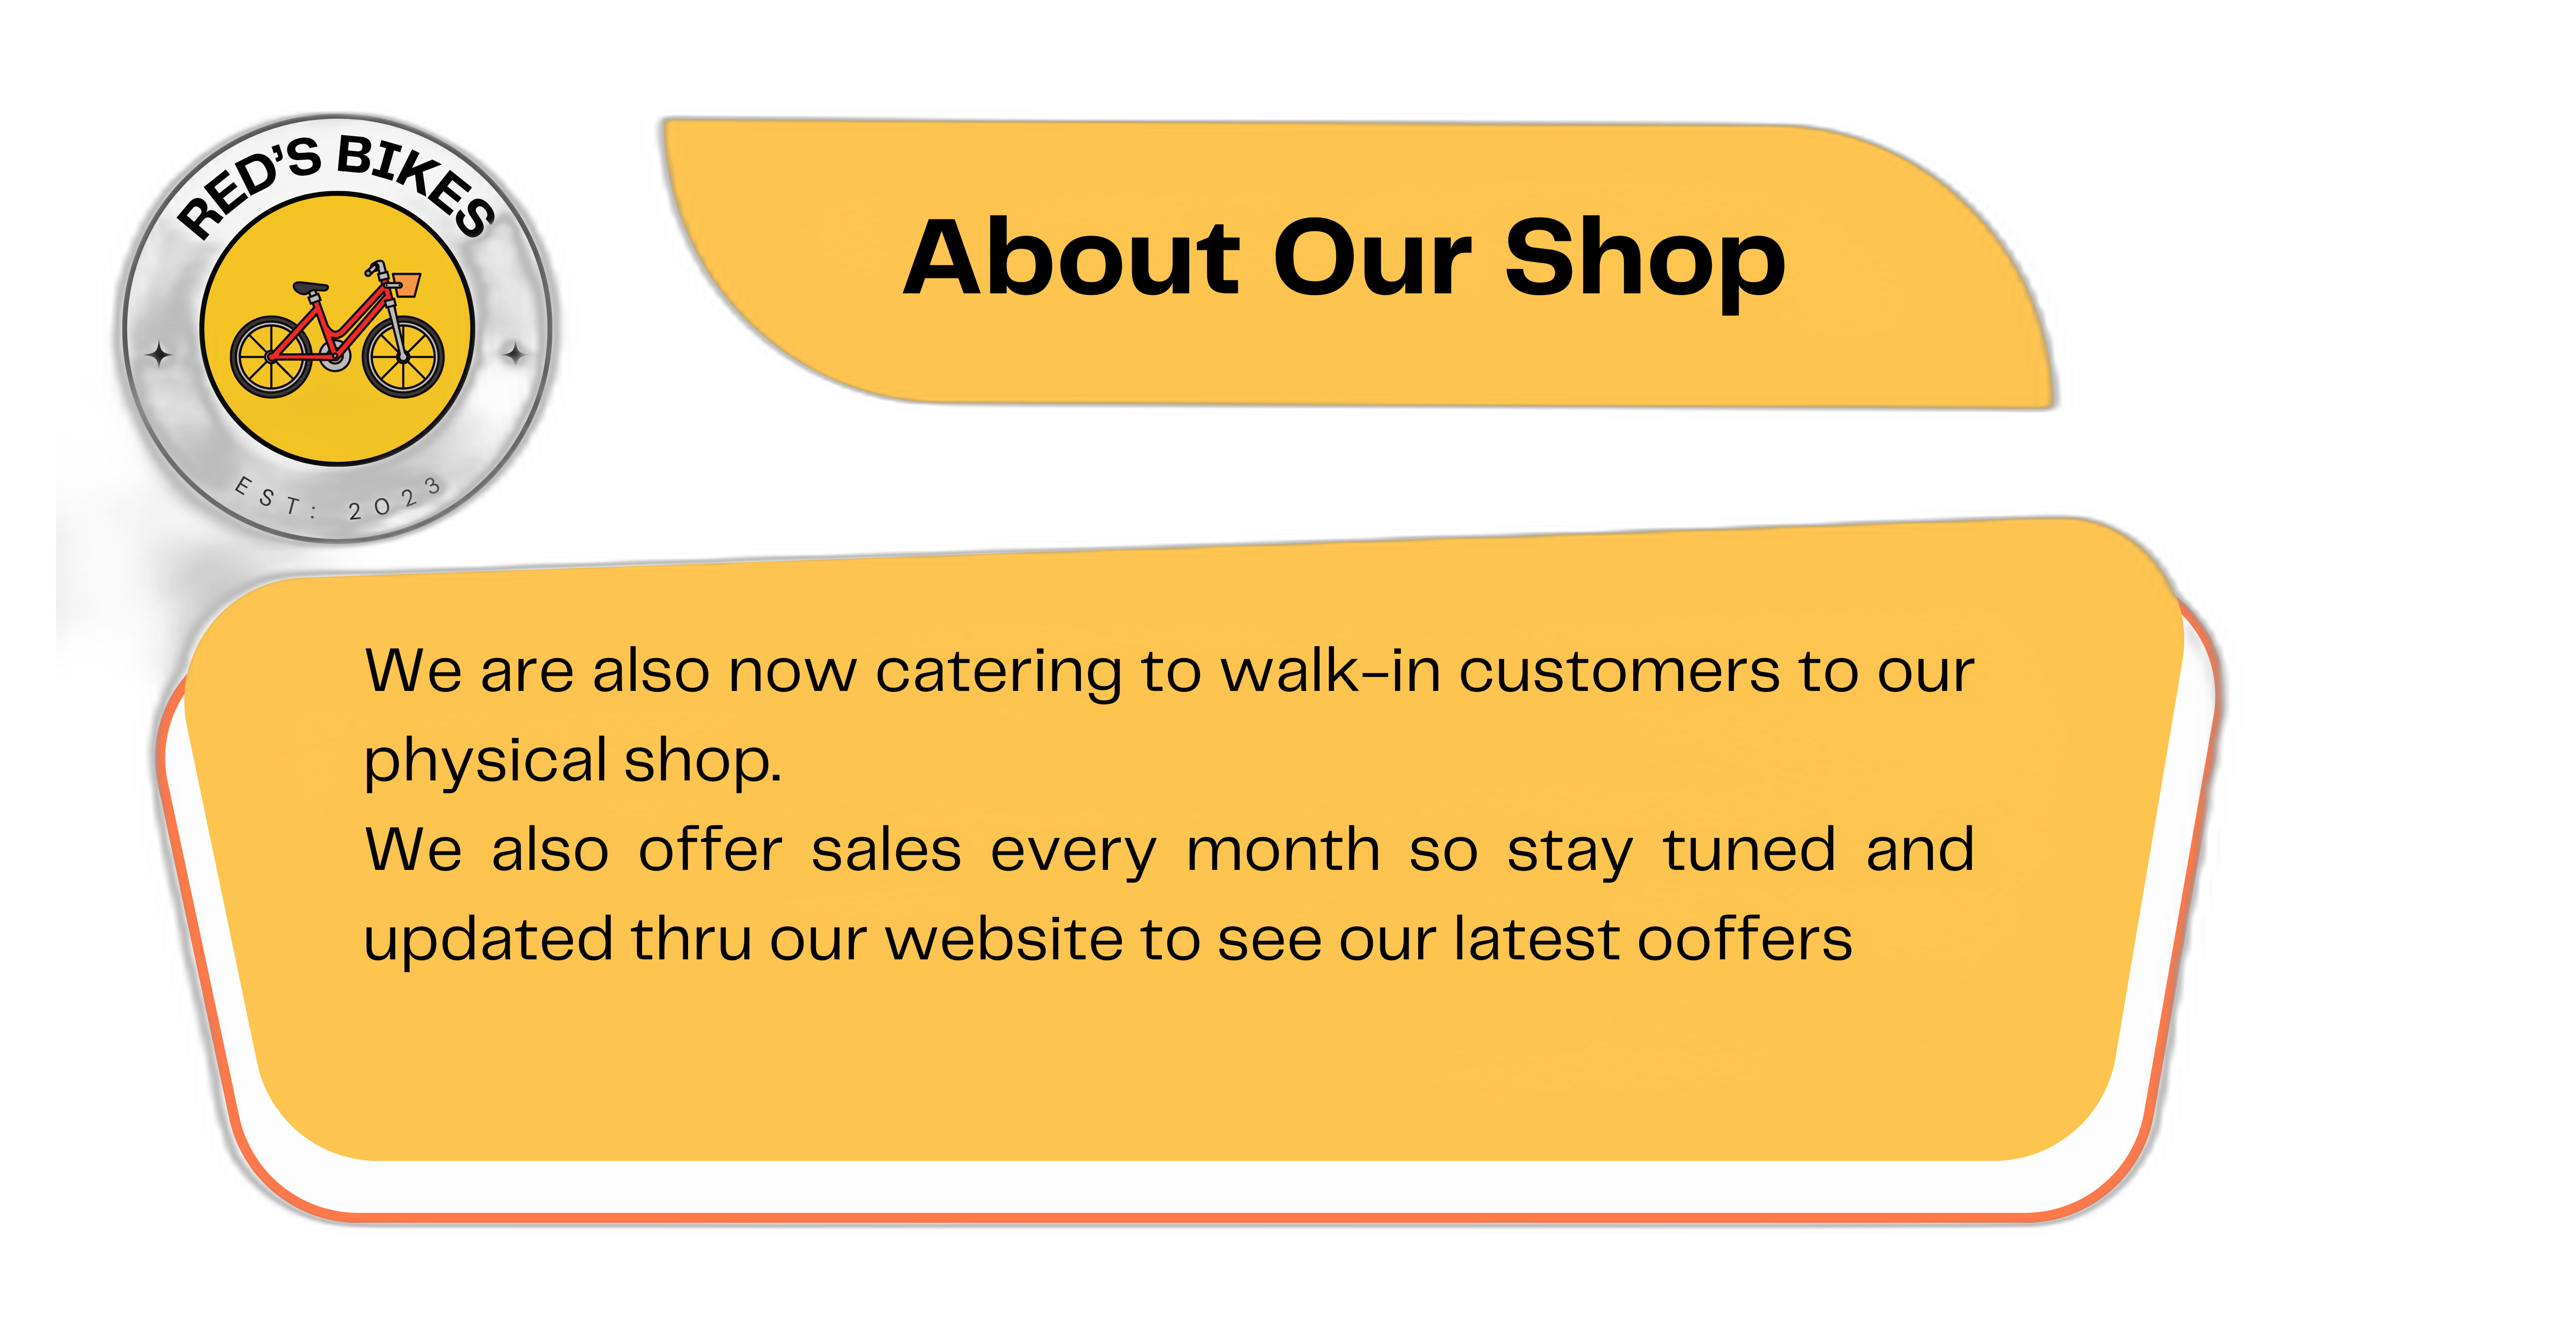 RED'S BIKES
EST: 2023
About Our Shop
We are also now catering to walk-in customers to our
physical shop.
We also offer sales every month so stay tuned and
updated thru our website to see our latest ooffers